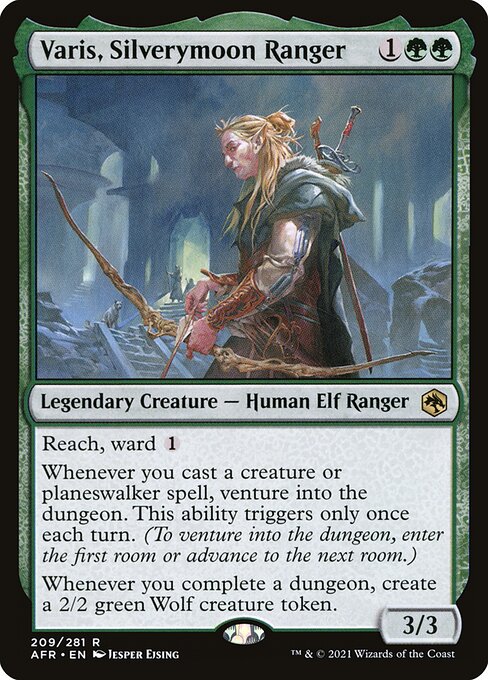 Varis, Silverymoon Ranger 1
Legendary Creature — Human Elf Ranger
Reach, ward 1
Whenever you cast a creature or
planeswalker spell, venture into the
dungeon. This ability triggers only once
each turn. (To venture into the dungeon, enter
the first room or advance to the next room.)
Whenever you complete a dungeon, create
a 2/2 green Wolf creature token.
3/3
209/281 R
AFR • EN Jesper Eising
™ & © 2021 Wizards of the Coast